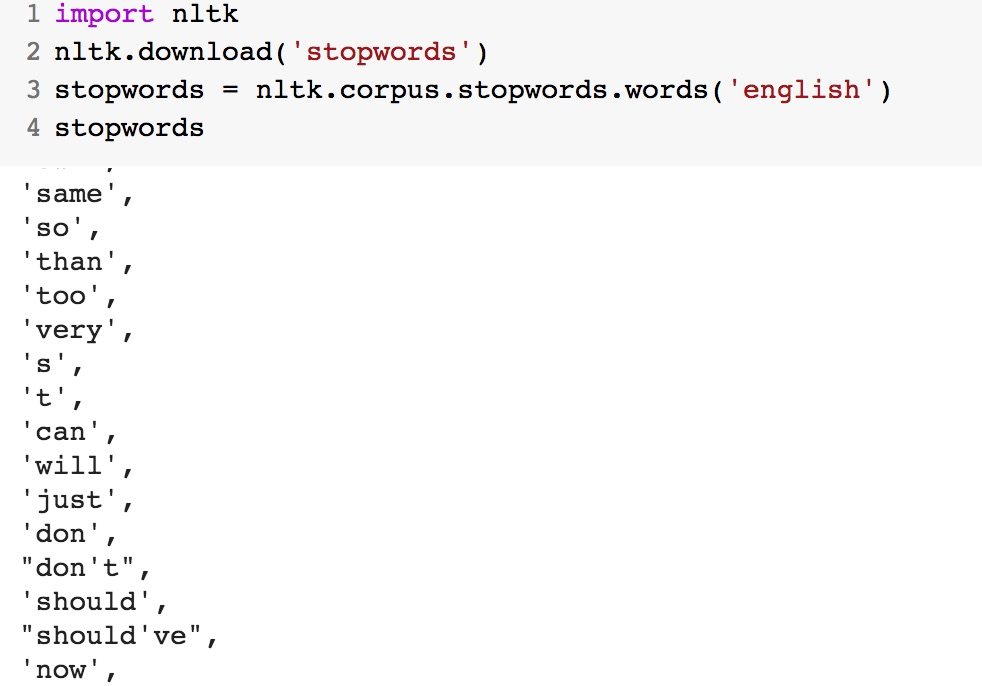 1 import nltk
2 nltk.download('stopwords')
3 stopwords = nltk.corpus.stopwords.words('english')
4 stopwords
'same',
'so',
'than',
'too',
'very',
's',
't',
'can',
'will',
'just',
'don',
"don't",
'should',
"should've",
'now',